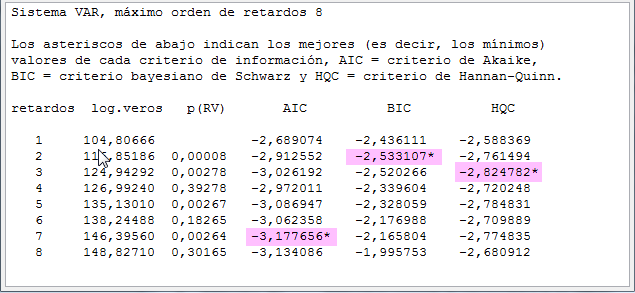 Sistema VAR, máximo orden de retardos 8
Los asteriscos de abajo indican los mejores (es decir, los mínimos)
valores de cada criterio de información, AIC = criterio de Akaike,
BIC = criterio bayesiano de Schwarz y HQC = criterio de Hannan-Quinn.
retardos log.veros p(RV) AIC BIC HQC
1 104,80666 -2,689074 -2,436111 -2,588369
2 0,00008 -2,912552 -2,533107* -2,761494
3 124,94292 0,00278 -3,026192 -2,520266 -2,824782*
4 126,99240 0,39278 -2,972011 -2,339604 -2,720248
5 135,13010 0,00267 -3,086947 -2,328059 -2,784831
6 138,24488 0,18265 -3,062358 -2,176988 -2,709889
7 146,39560 0,00264 -3,177656* -2,165804 -2,774835
8 148,82710 0,30165 -3,134086 -1,995753 -2,680912